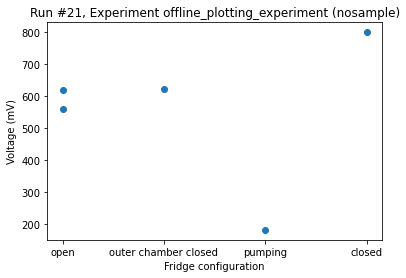 Run #21, Experiment offline_plotting_experiment (nosample)
800
700
600
500
400
300
200
Voltage (mV)
open outer chamber closed pumping closed
Fridge configuration